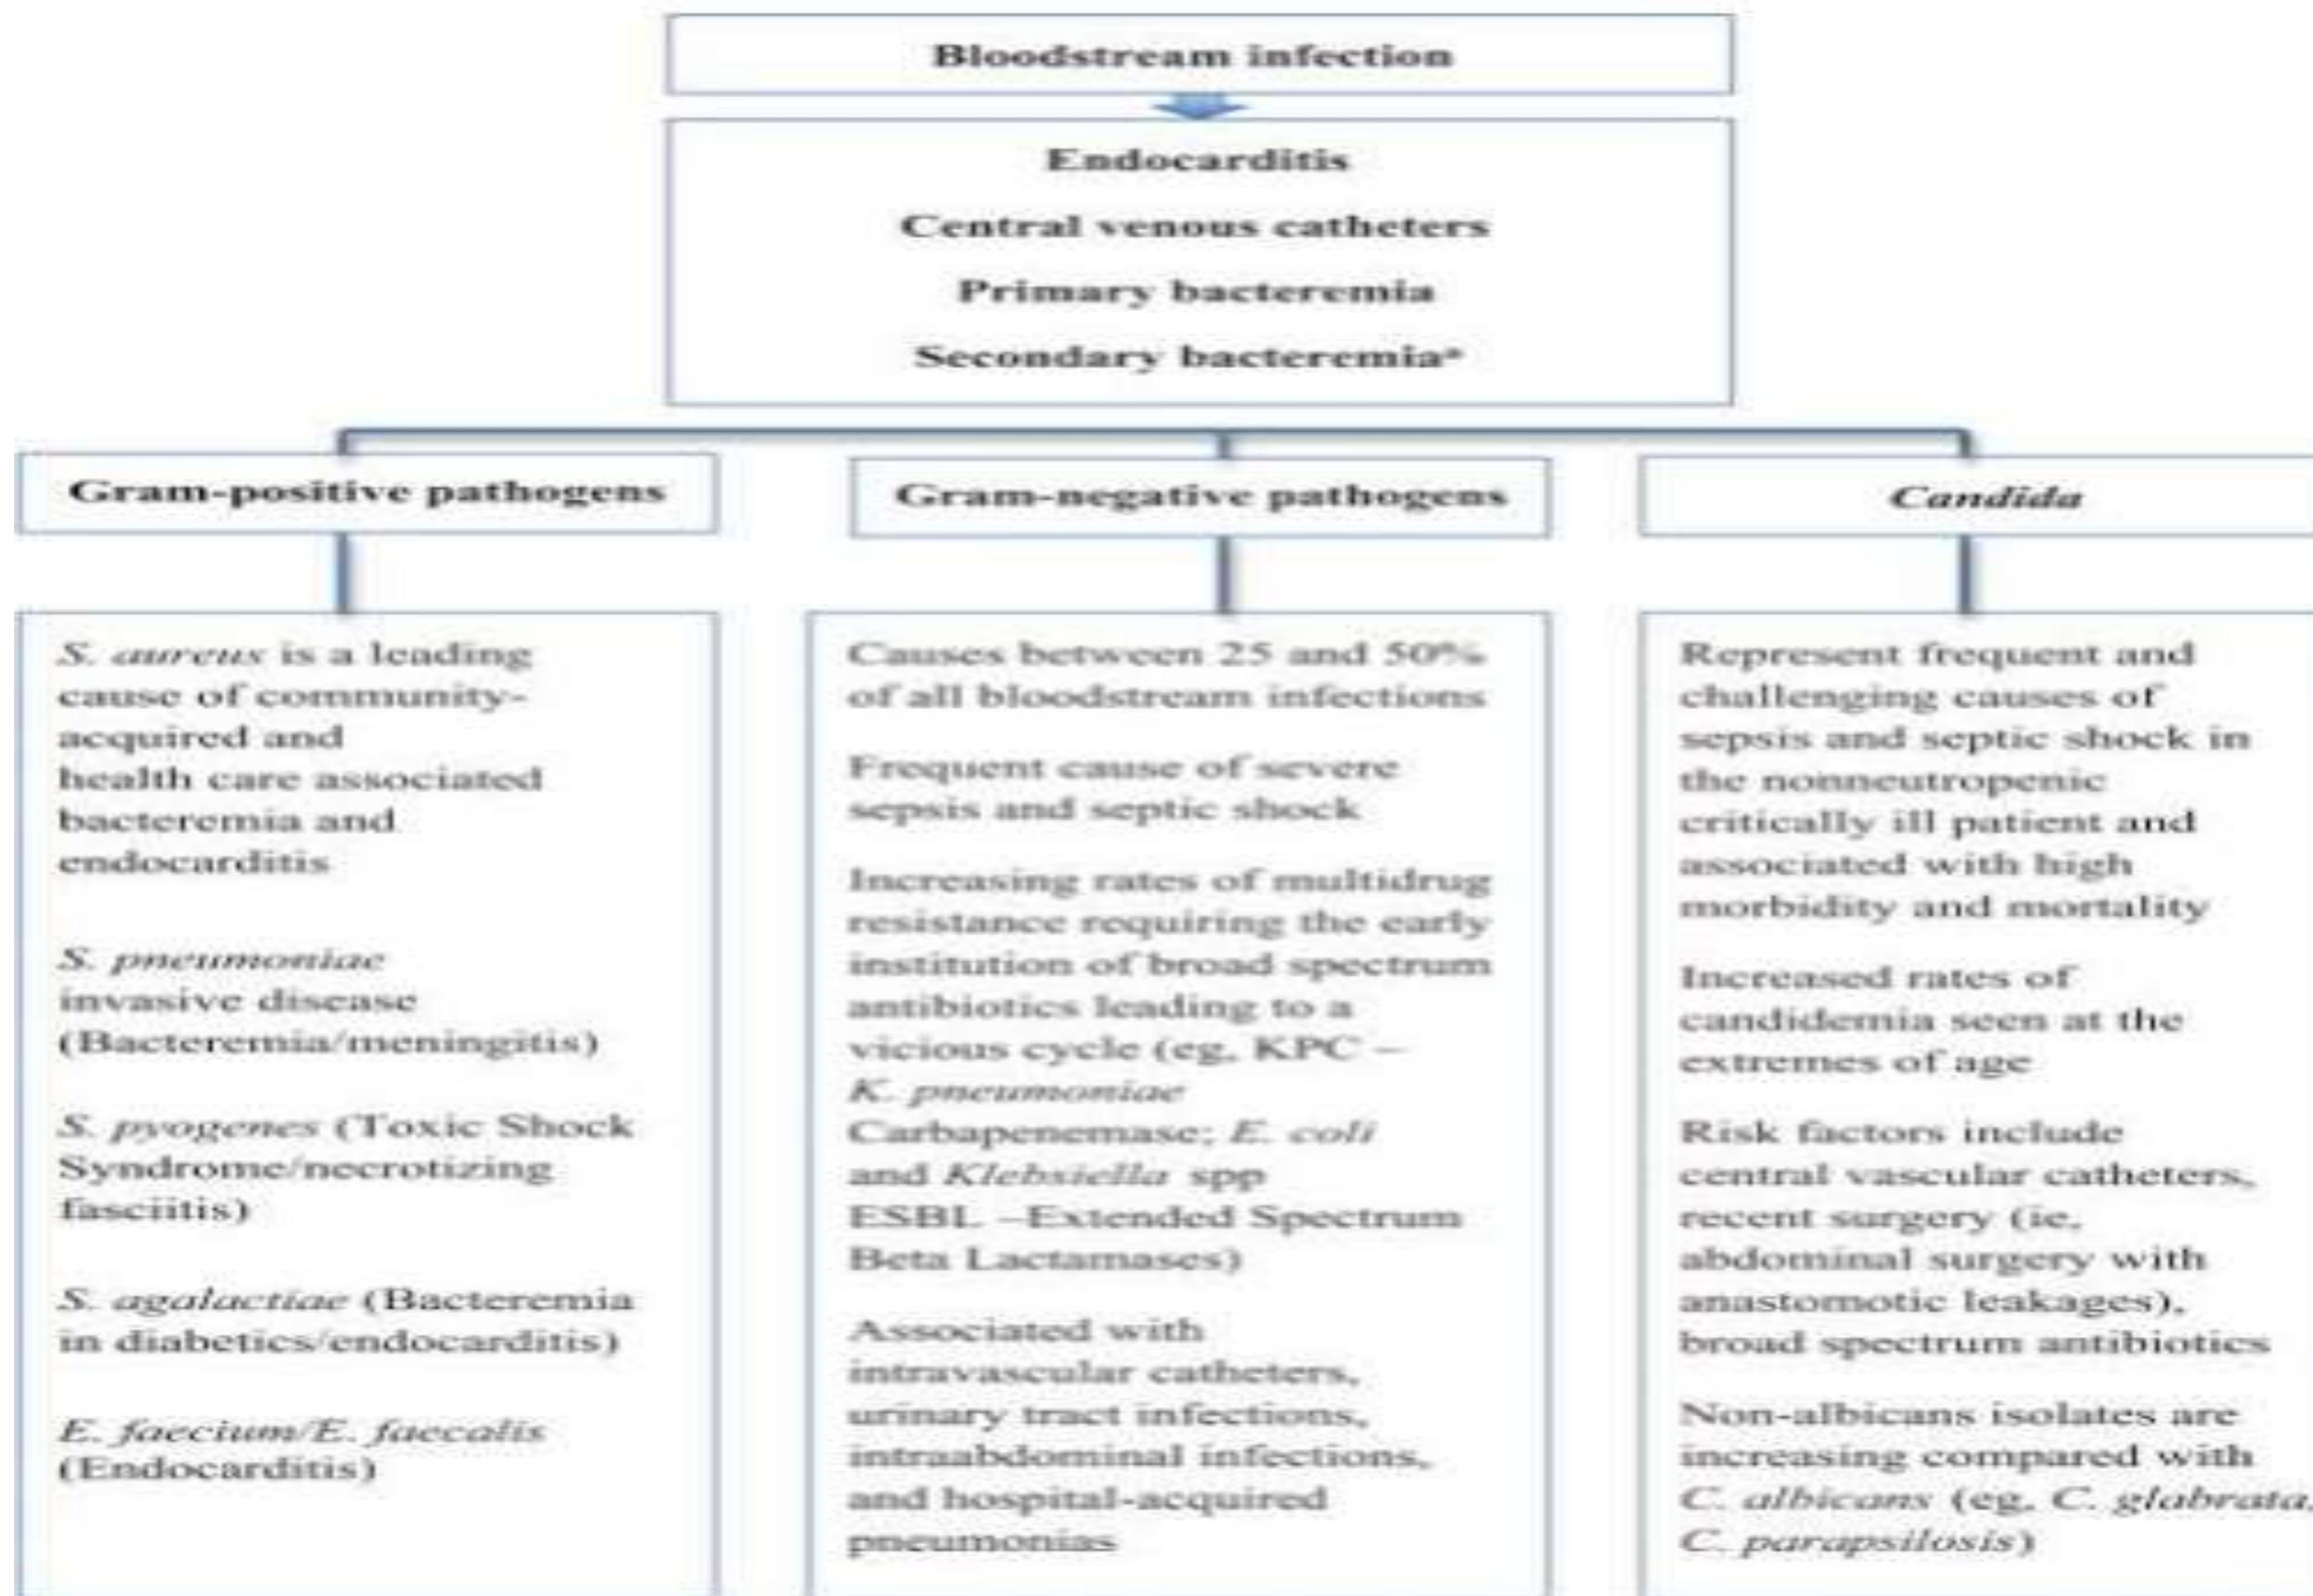 Bloodstream infection
Endocarditis
Central venous catheters
Primary bacteremia
Secondary bacteremia*
Gram-positive pathogens
S. aureus is a leading
cause of community-
acquired and
health care associated
bacteremia and
endocarditis
S. pneumoniae
invasive disease
(Bacteremia/meningitis)
S. pyogenes (Toxic Shock
Syndrome/necrotizing
fasciitis)
S. agalactiae (Bacteremia
in diabetics/endocarditis)
E. faecium/E. faecalis
(Endocarditis)
Gram-negative pathogens
Causes between 25 and 50%
of all bloodstream infections
Frequent cause of severe
sepsis and septic shock
Increasing rates of multidrug
resistance requiring the early
institution of broad spectrum
antibiotics leading to a
vicious cycle (eg, KPC –
K. pneumoniae
Carbapenemase; E. coli
and Klebsiella spp
ESBL –Extended Spectrum
Beta Lactamases)
Associated with
intravascular catheters,
urinary tract infections,
intraabdominal infections,
and hospital-acquired
pneumonias
Candida
Represent frequent and
challenging causes of
sepsis and septic shock in
the nonneutropenic
critically ill patient and
associated with high
morbidity and mortality
Increased rates of
candidemia seen at the
extremes of age
Risk factors include
central vascular catheters,
recent surgery (ie,
abdominal surgery with
anastomotic leakages),
broad spectrum antibiotics
Non-albicans isolates are
increasing compared with
C. albicans (eg, C. glabrata,
C. parapsilosis)